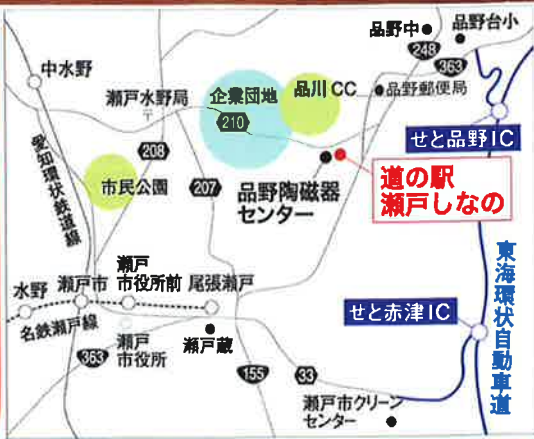 品野中
品野台小
248
363
中水野
企業団地
品川CC
品野郵便局
瀬戸水野局
210
せと品野IC
愛知環状鉄道線
208
市民公園
207
品野陶磁器
センター
道の駅
瀬戸しなの
東海環状自動車道
瀬戸
市役所前
水野
瀬戸市
尾張瀬戸
せと赤津IC
名鉄瀬戸線
瀬戸
市役所
瀬戸蔵
363
155
33
瀬戸市クリーン
センター